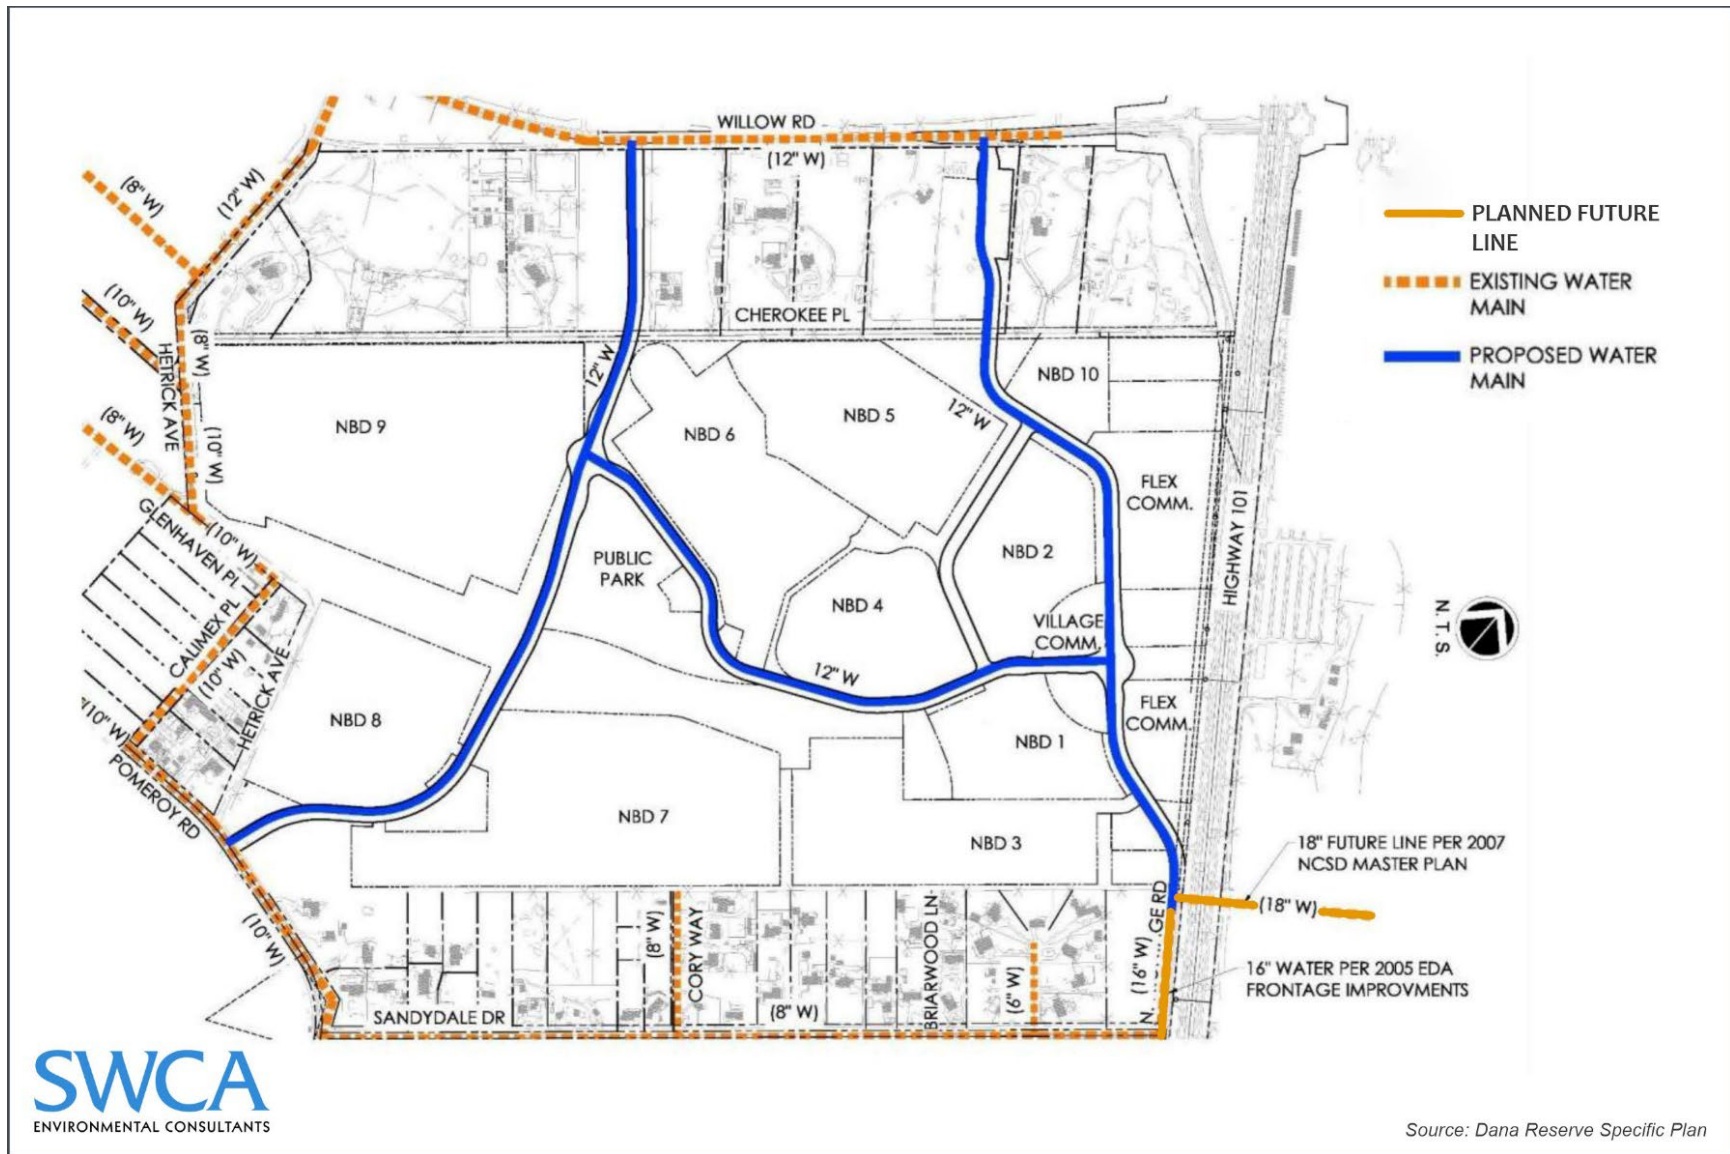 WILLOW RD
(12" W)
(8" W)
(12" W)
PLANNED FUTURE
LINE
EXISTING WATER
MAIN
PROPOSED WATER
MAIN
(10" W)
CHEROKEE PL
(8" W)
HETRICK AVE
12" W
NBD 10
NBD 9
NBD 6
NBD 5
12" W
(8" W)
(10" W)
FLEX
COMM.
HIGHWAY 101
GLENHAVEN PL
(10" W)
PUBLIC
PARK
NBD 2
NBD 4
VILLAGE
COMM.
N.T.S.
CALIMEX PL
(10" W)
HETRICK AVE
12" W
(10" W)
NBD 8
FLEX
COMM.
NBD 1
POMEROY RD
NBD 7
NBD 3
18" FUTURE LINE PER 2007
NCSD MASTER PLAN
(18" W)
(10" W)
(8" W)
CORY WAY
BRIARWOOD LN
(6" W)
(16" W)
N.
GE RD
16" WATER PER 2005 EDA
FRONTAGE IMPROVMENTS
SANDYDALE DR
(8" W)
SWCA
ENVIRONMENTAL CONSULTANTS
Source: Dana Reserve Specific Plan